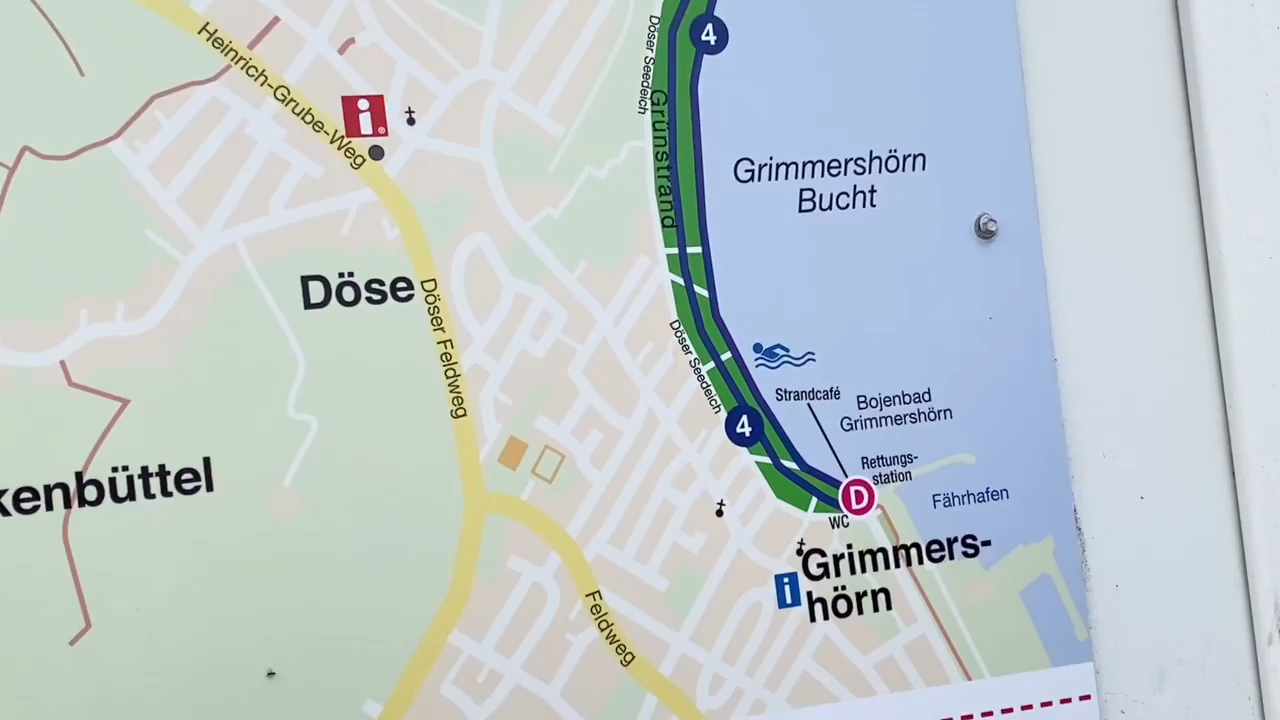 4
Döser Seedeich
Heinrich-Grube-Weg
i
Grünstrand
Grimmershörn
Bucht
Döse
Döser Feldweg
Döser Seedeich
Strandcafé
Bojenbad
Grimmershörn
4
Rettungs-
station
kenbüttel
D
Fährhafen
WC
Grimmers-
hörn
i
Feldweg